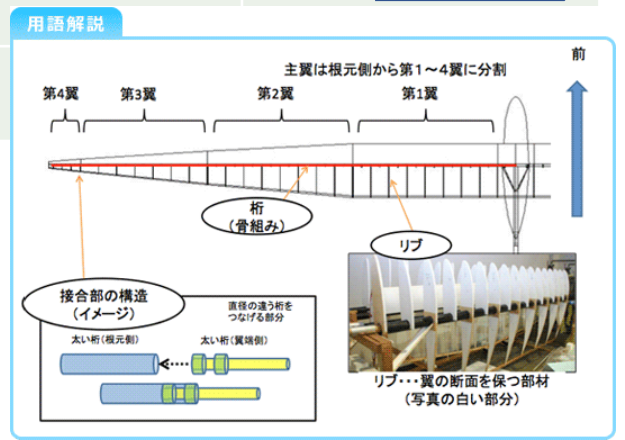 用語解説
前
主翼は根元側から第1～4翼に分割
第4翼
第3翼
第2翼
第1翼
桁
(骨組み)
リブ
接合部の構造
(イメージ)
直径の違う桁を
つなげる部分
太い桁(根元側)
太い桁(翼端側)
リブ・・・翼の断面を保つ部材
(写真の白い部分)